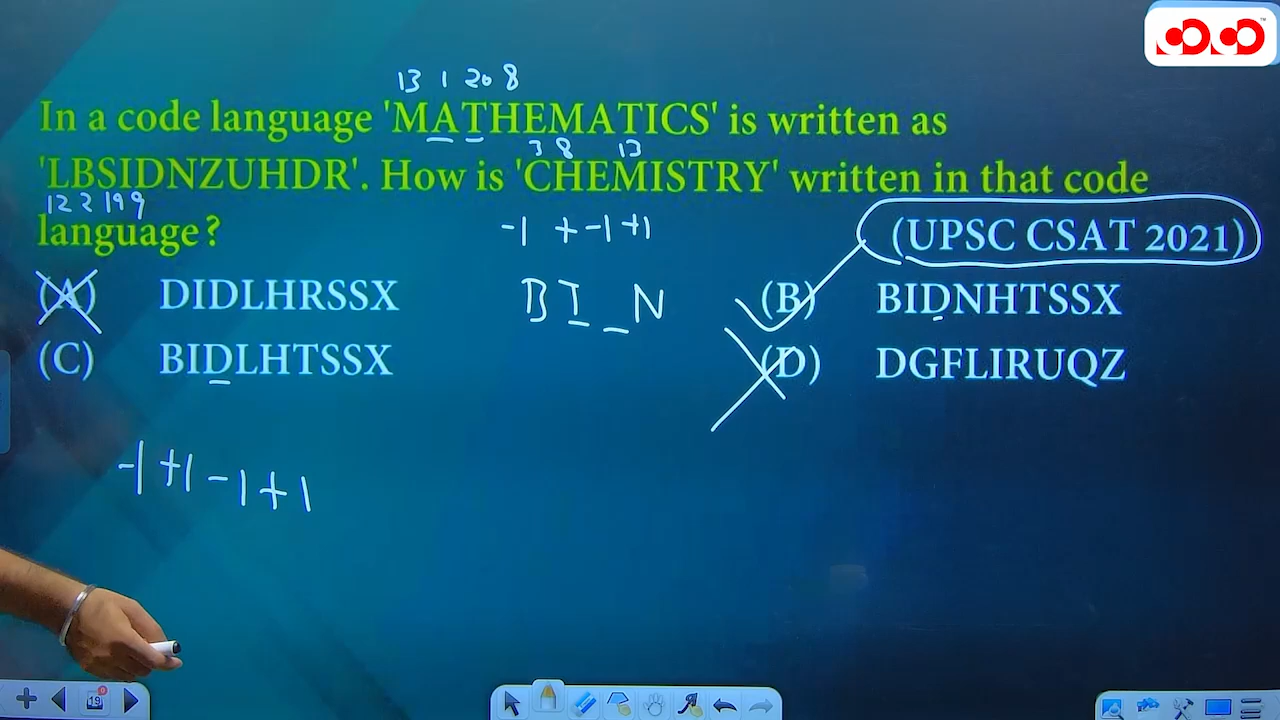 13 1 20 8
In a code language 'MATHEMATICS' is written as
3 8 13
'LBSIDNZUHDR'. How is 'CHEMISTRY' written in that code
12 2 19 9
language?
-1 + -1 +1
(UPSC CSAT 2021)
(A) DIDLHRSSX
B I _ N
(B) BIDNHTSSX
(C) BIDLHTSSX
(D) DGFLIRUQZ
-1 +1 -1 +1
19
0